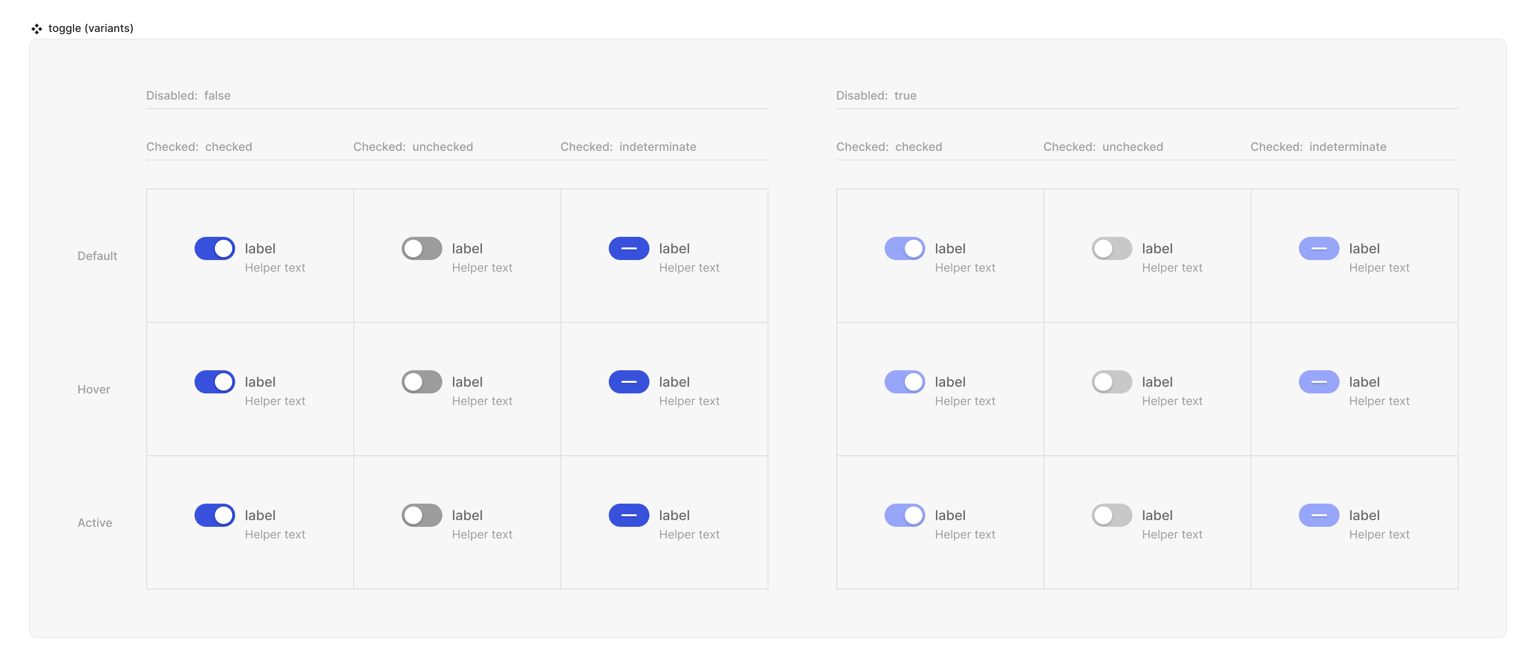 toggle (variants)
Disabled: false Disabled: true
Checked: checked Checked: unchecked Checked: indeterminate Checked: checked Checked: unchecked Checked: indeterminate
Default label label label label label label
Helper text Helper text Helper text Helper text Helper text Helper text
Hover label label label label label label
Helper text Helper text Helper text Helper text Helper text Helper text
Active label label label label label label
Helper text Helper text Helper text Helper text Helper text Helper text